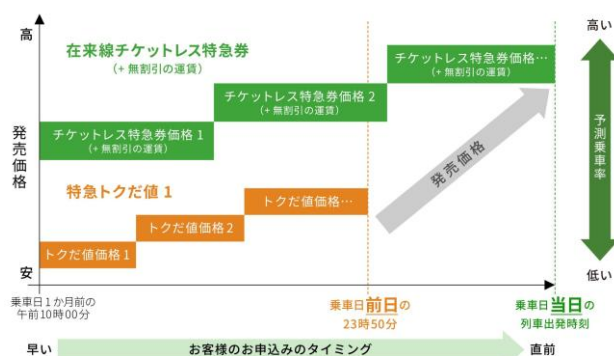 高
在来線チケットレス特急券
(+ 無割引の運賃)
チケットレス特急券価格…
(+ 無割引の運賃)
高い
チケットレス特急券価格 2
(+ 無割引の運賃)
チケットレス特急券価格 1
(+ 無割引の運賃)
発売価格
発売価格
予測乗車率
特急トクだ値 1
トクだ値価格…
トクだ値価格 2
トクだ値価格 1
安
低い
乗車日1か月前の
午前10時00分
乗車日前日の
23時50分
乗車日当日の
列車出発時刻
早い
お客様のお申込みのタイミング
直前